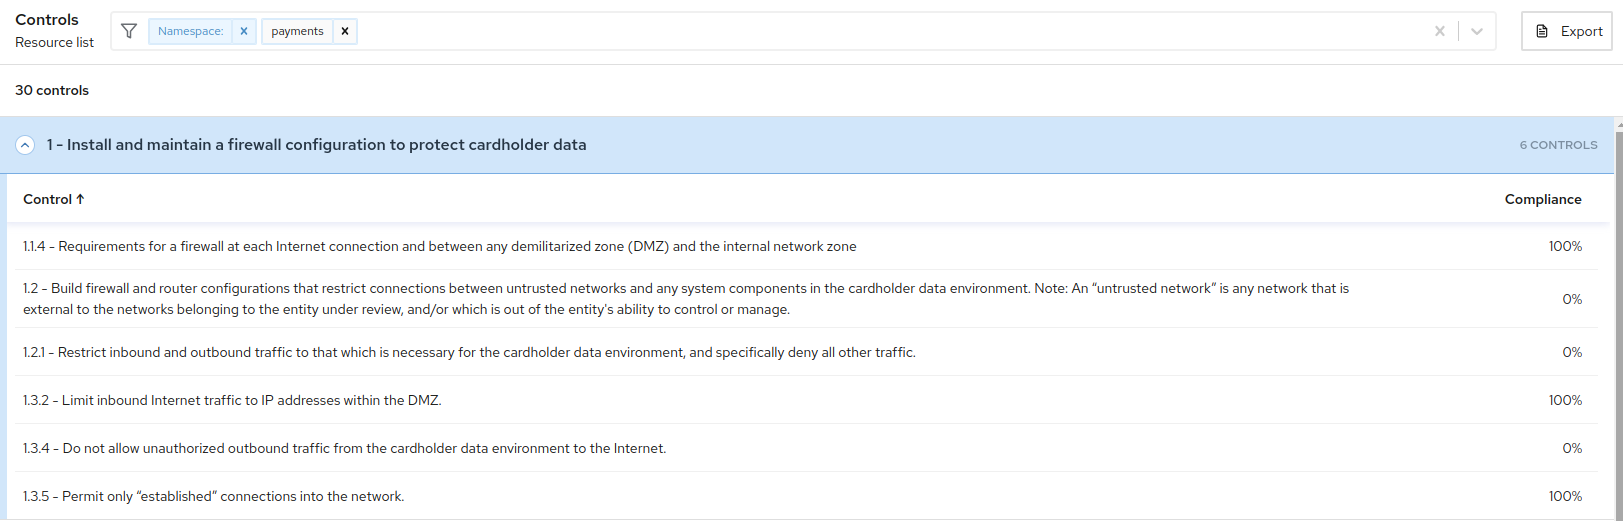 Controls
Resource list
Namespace: x payments x
Export
30 controls
1 - Install and maintain a firewall configuration to protect cardholder data
6 CONTROLS
Control ↑
Compliance
1.1.4 - Requirements for a firewall at each Internet connection and between any demilitarized zone (DMZ) and the internal network zone
100%
1.2 - Build firewall and router configurations that restrict connections between untrusted networks and any system components in the cardholder data environment. Note: An “untrusted network” is any network that is
external to the networks belonging to the entity under review, and/or which is out of the entity's ability to control or manage.
0%
1.2.1 - Restrict inbound and outbound traffic to that which is necessary for the cardholder data environment, and specifically deny all other traffic.
0%
1.3.2 - Limit inbound Internet traffic to IP addresses within the DMZ.
100%
1.3.4 - Do not allow unauthorized outbound traffic from the cardholder data environment to the Internet.
0%
1.3.5 - Permit only “established” connections into the network.
100%